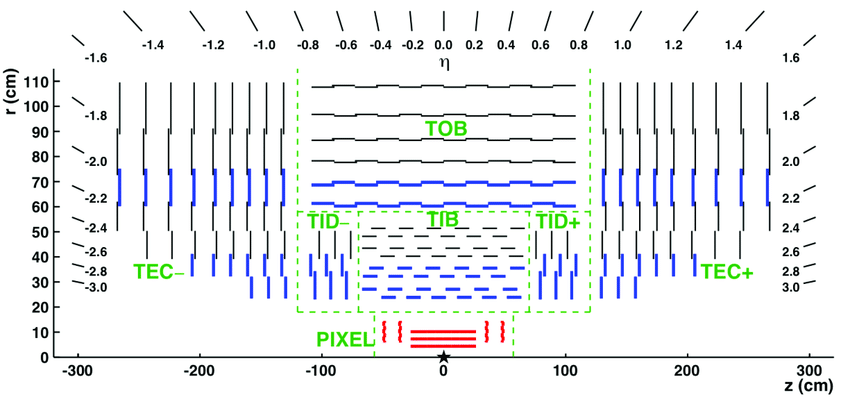 -1.4 -1.2 -1.0 -0.8 -0.6 -0.4 -0.2 0.0 0.2 0.4 0.6 0.8 1.0 1.2 1.4
-1.6 η 1.6
r (cm)
110
100
-1.8 1.8
90
TOB
80
-2.0 2.0
70
-2.2 2.2
60
TID− TIB TID+
-2.4 2.4
50
-2.6 2.6
40
TEC− TEC+
-2.8 2.8
30
-3.0 3.0
20
10
PIXEL
0
-300 -200 -100 0 100 200 300
z (cm)